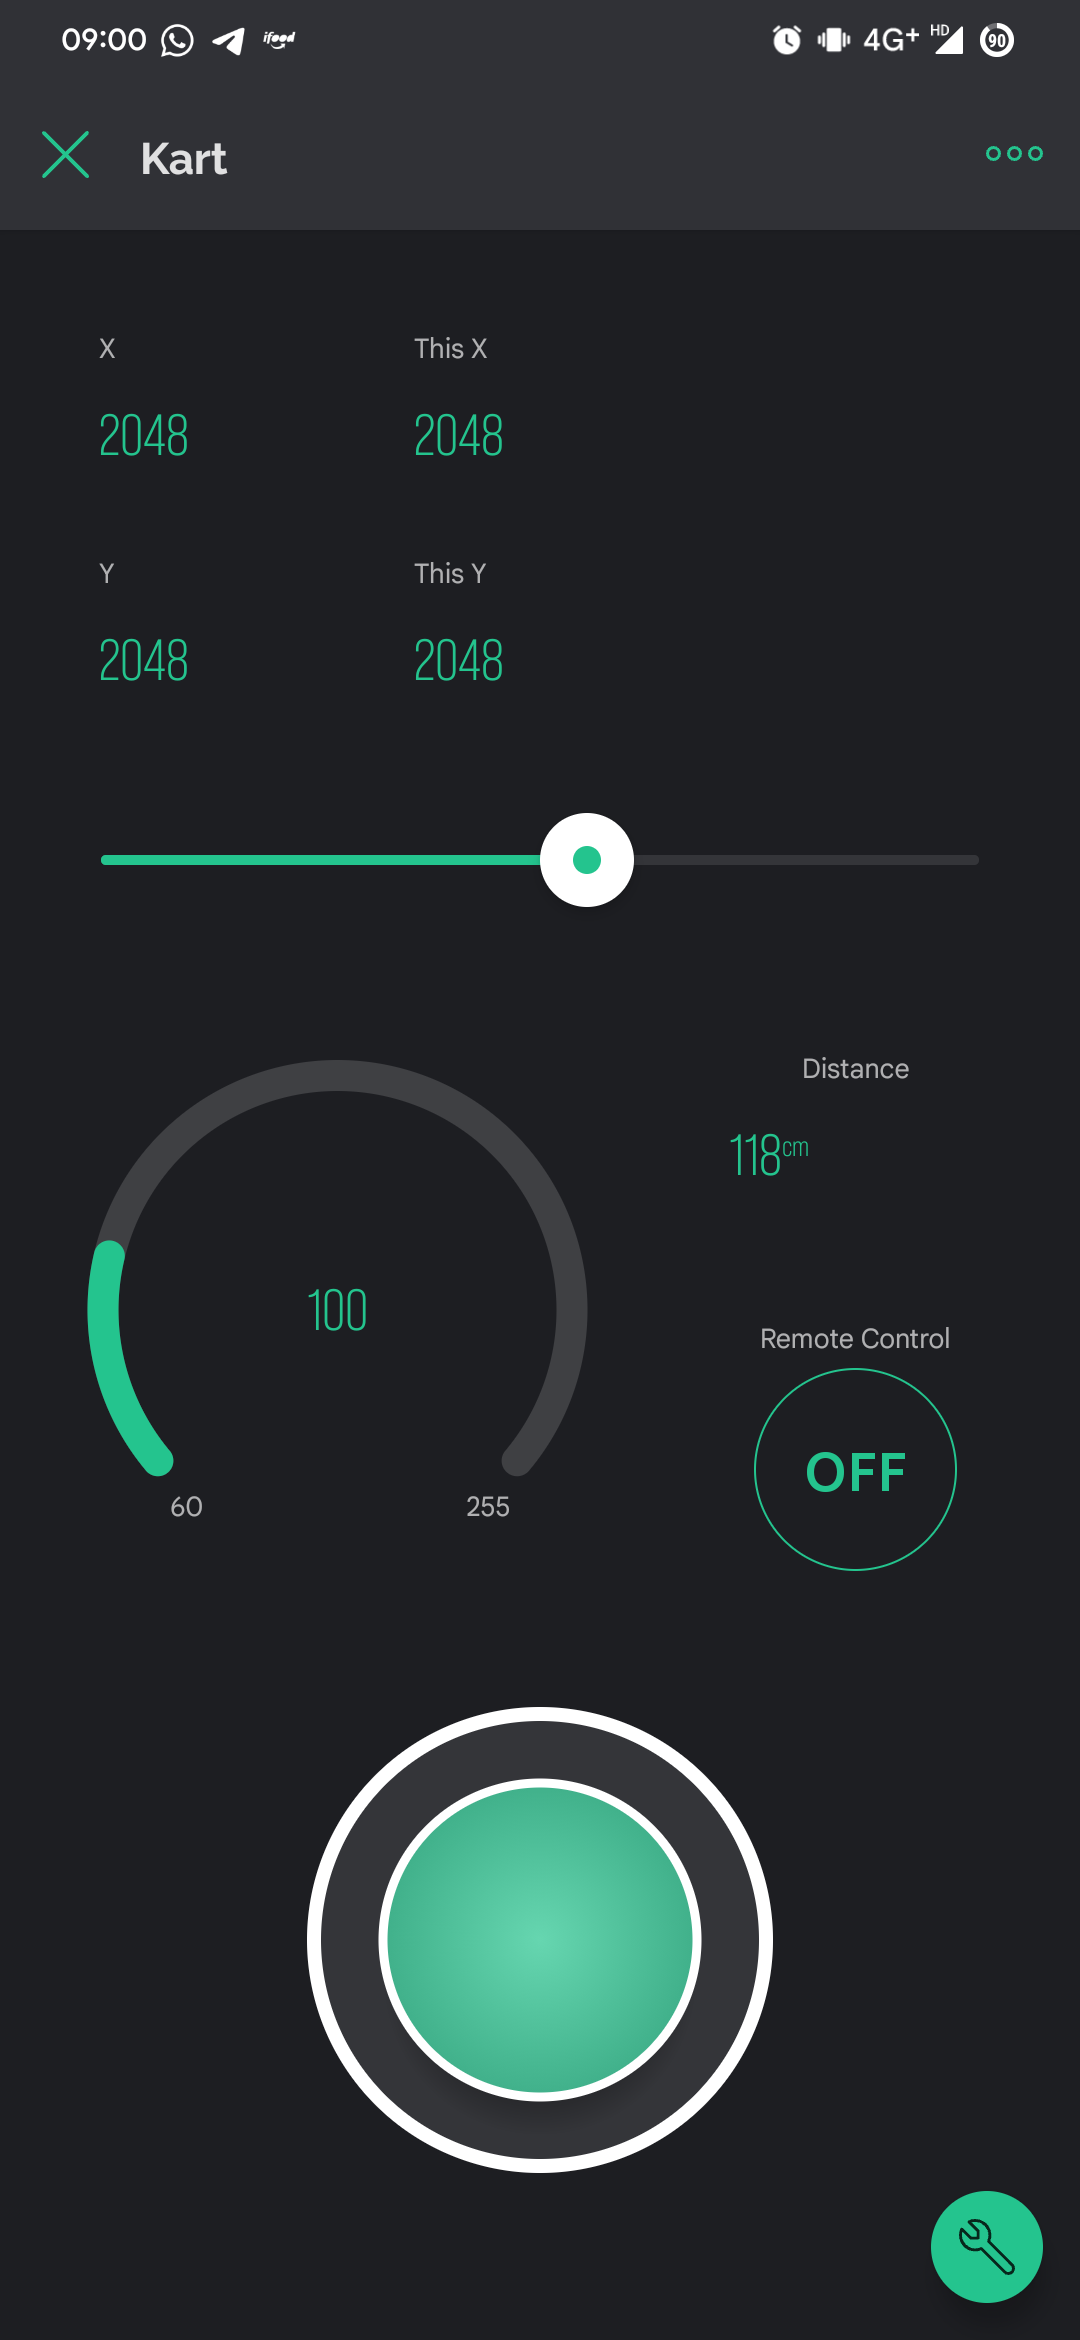 09:00 ifood 4G+ HD 90
Kart
X This X
2048 2048
Y This Y
2048 2048
Distance
118cm
100
Remote Control
OFF
60 255